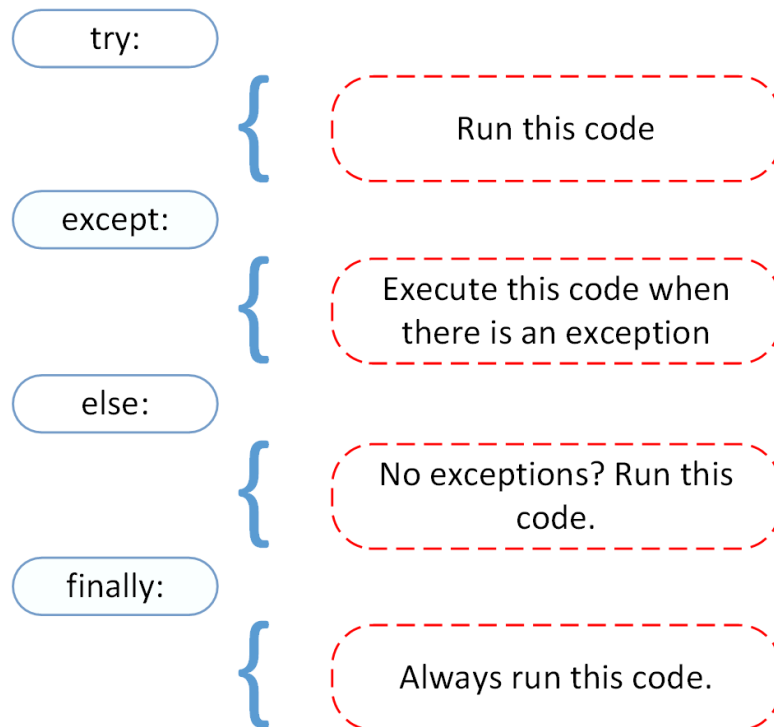 try:
Run this code
except:
Execute this code when
there is an exception
else:
No exceptions? Run this
code.
finally:
Always run this code.